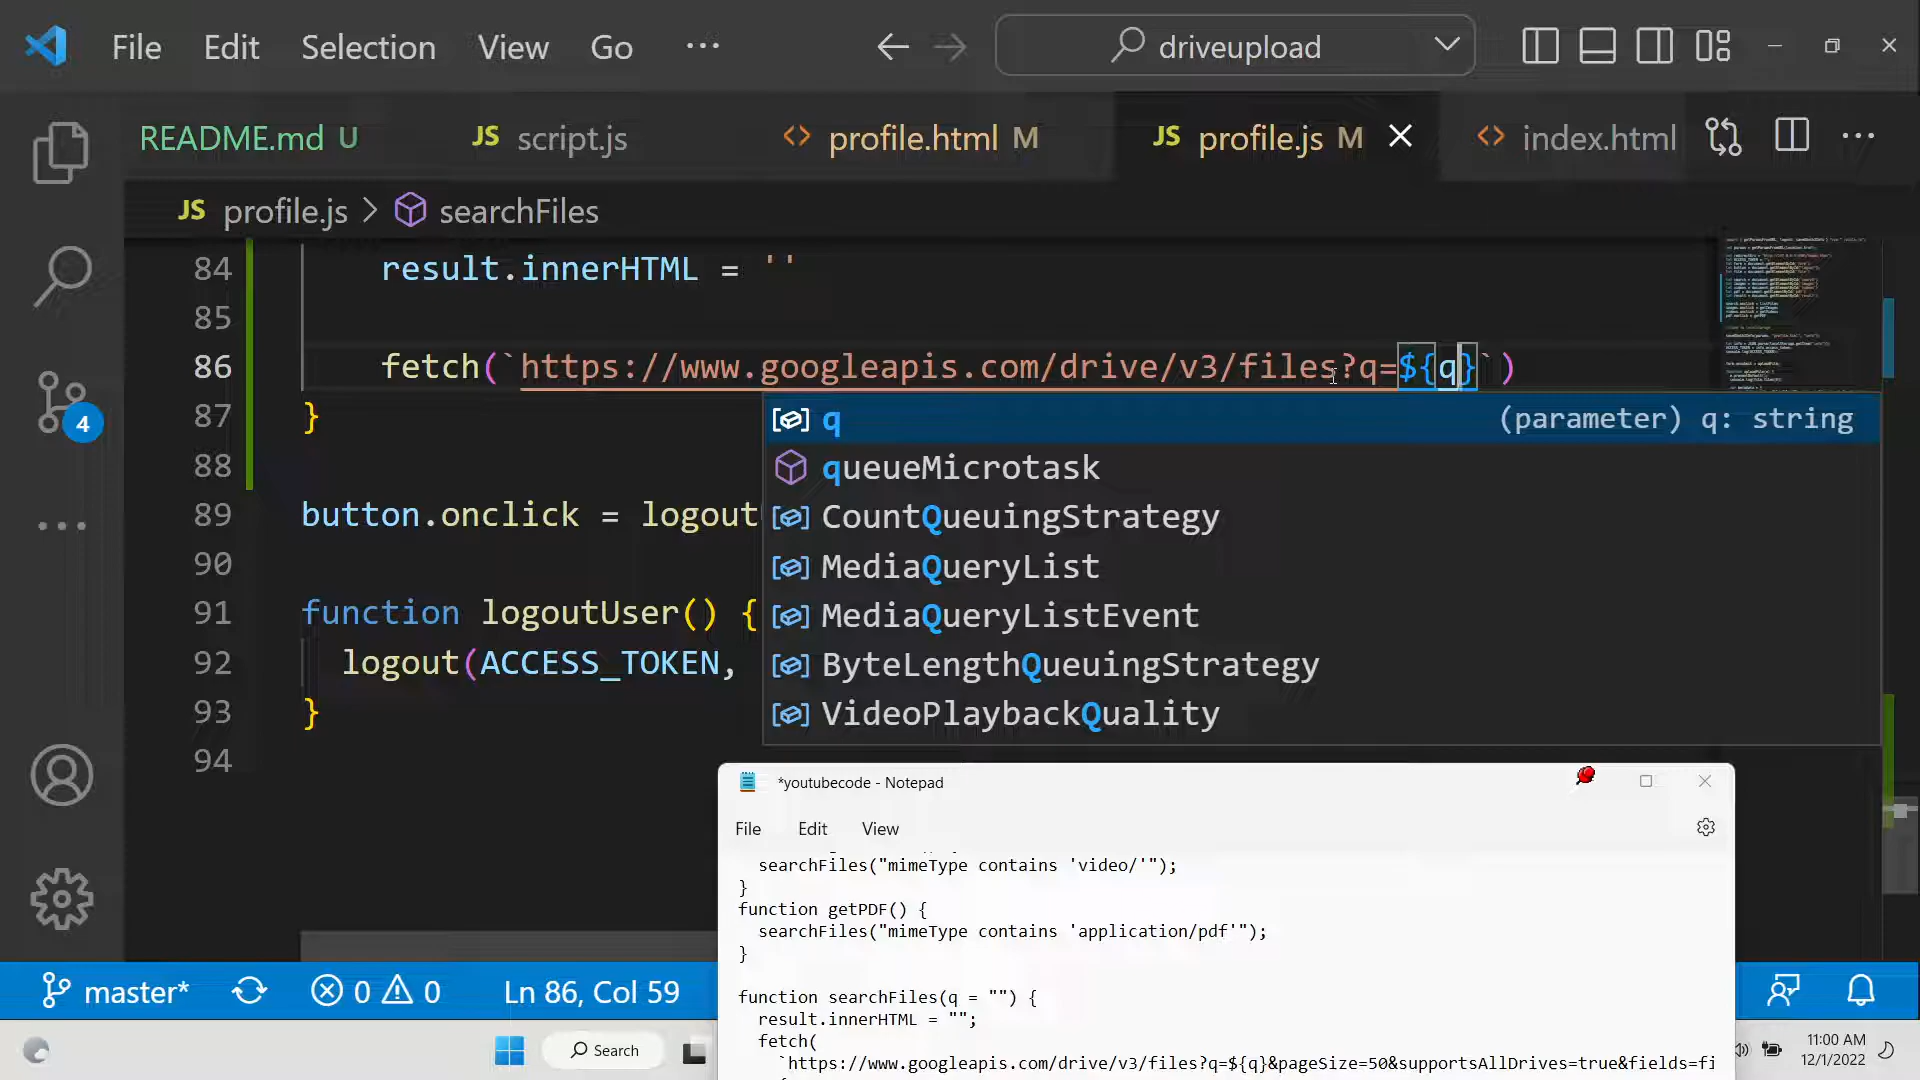 File Edit Selection View Go ··· driveupload
README.md U JS script.js <> profile.html M JS profile.js M <> index.html ···
JS profile.js > searchFiles
84 result.innerHTML = ''
85
86 fetch(`https://www.googleapis.com/drive/v3/files?q=${q}`)
87 }
88
89 button.onclick = logout
90
91 function logoutUser() {
92 logout(ACCESS_TOKEN,
93 }
94
q (parameter) q: string
queueMicrotask
CountQueuingStrategy
MediaQueryList
MediaQueryListEvent
ByteLengthQueuingStrategy
VideoPlaybackQuality
4
*youtubecode - Notepad
File Edit View
searchFiles("mimeType contains 'video/'");
}
function getPDF() {
searchFiles("mimeType contains 'application/pdf'");
}
function searchFiles(q = "") {
result.innerHTML = "";
fetch(
`https://www.googleapis.com/drive/v3/files?q=${q}&pageSize=50&supportsAllDrives=true&fields=fi
master* 0 0 Ln 86, Col 59
Search
11:00 AM
12/1/2022